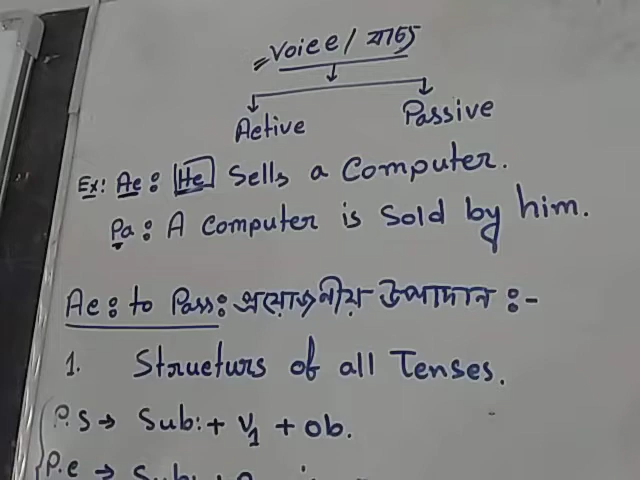 Voice / বাচ্য
Active Passive
Ex: Ac: He Sells a Computer.
Pa: A Computer is Sold by him.
Ac: to Pass: প্রয়োজনীয় উপাদান :-
1. Structurs of all Tenses.
P.S → Sub: + V1 + ob.
P.c → Sub: